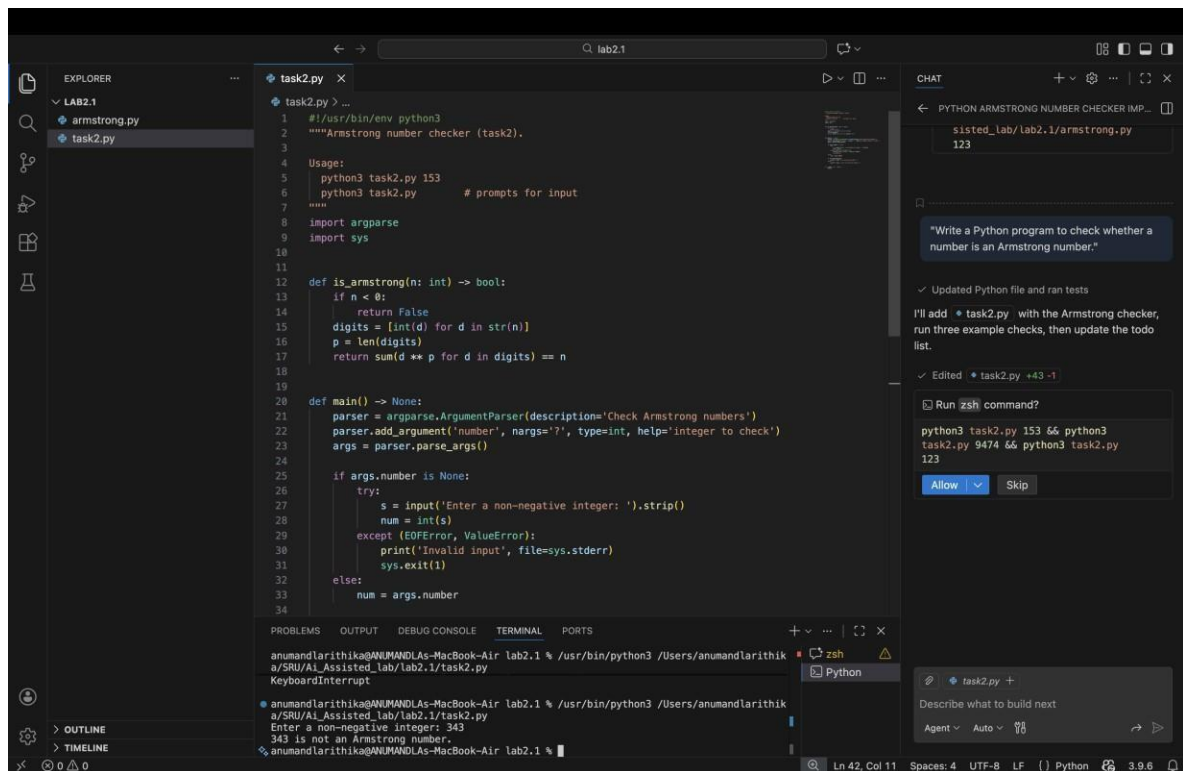 lab2.1
EXPLORER
LAB2.1
armstrong.py
task2.py
OUTLINE
TIMELINE
task2.py
task2.py > ...
1 #!/usr/bin/env python3
2 """Armstrong number checker (task2).
3
4 Usage:
5   python3 task2.py 153
6   python3 task2.py        # prompts for input
7 """
8 import argparse
9 import sys
10
11
12 def is_armstrong(n: int) -> bool:
13     if n < 0:
14         return False
15     digits = [int(d) for d in str(n)]
16     p = len(digits)
17     return sum(d ** p for d in digits) == n
18
19
20 def main() -> None:
21     parser = argparse.ArgumentParser(description='Check Armstrong numbers')
22     parser.add_argument('number', nargs='?', type=int, help='integer to check')
23     args = parser.parse_args()
24
25     if args.number is None:
26         try:
27             s = input('Enter a non-negative integer: ').strip()
28             num = int(s)
29         except (EOFError, ValueError):
30             print('Invalid input', file=sys.stderr)
31             sys.exit(1)
32     else:
33         num = args.number
34
PROBLEMS OUTPUT DEBUG CONSOLE TERMINAL PORTS
anumandlarithika@ANUMANDLAs-MacBook-Air lab2.1 % /usr/bin/python3 /Users/anumandlarithik
a/SRU/Ai_Assisted_lab/lab2.1/task2.py
KeyboardInterrupt
anumandlarithika@ANUMANDLAs-MacBook-Air lab2.1 % /usr/bin/python3 /Users/anumandlarithik
a/SRU/Ai_Assisted_lab/lab2.1/task2.py
Enter a non-negative integer: 343
343 is not an Armstrong number.
anumandlarithika@ANUMANDLAs-MacBook-Air lab2.1 %
zsh
Python
CHAT
PYTHON ARMSTRONG NUMBER CHECKER IMP...
sisted_lab/lab2.1/armstrong.py
123
"Write a Python program to check whether a
number is an Armstrong number."
Updated Python file and ran tests
I'll add task2.py with the Armstrong checker,
run three example checks, then update the todo
list.
Edited task2.py +43 -1
Run zsh command?
python3 task2.py 153 && python3
task2.py 9474 && python3 task2.py
123
Allow Skip
task2.py +
Describe what to build next
Agent Auto
0 0 Ln 42, Col 11 Spaces: 4 UTF-8 LF {} Python 3.9.6